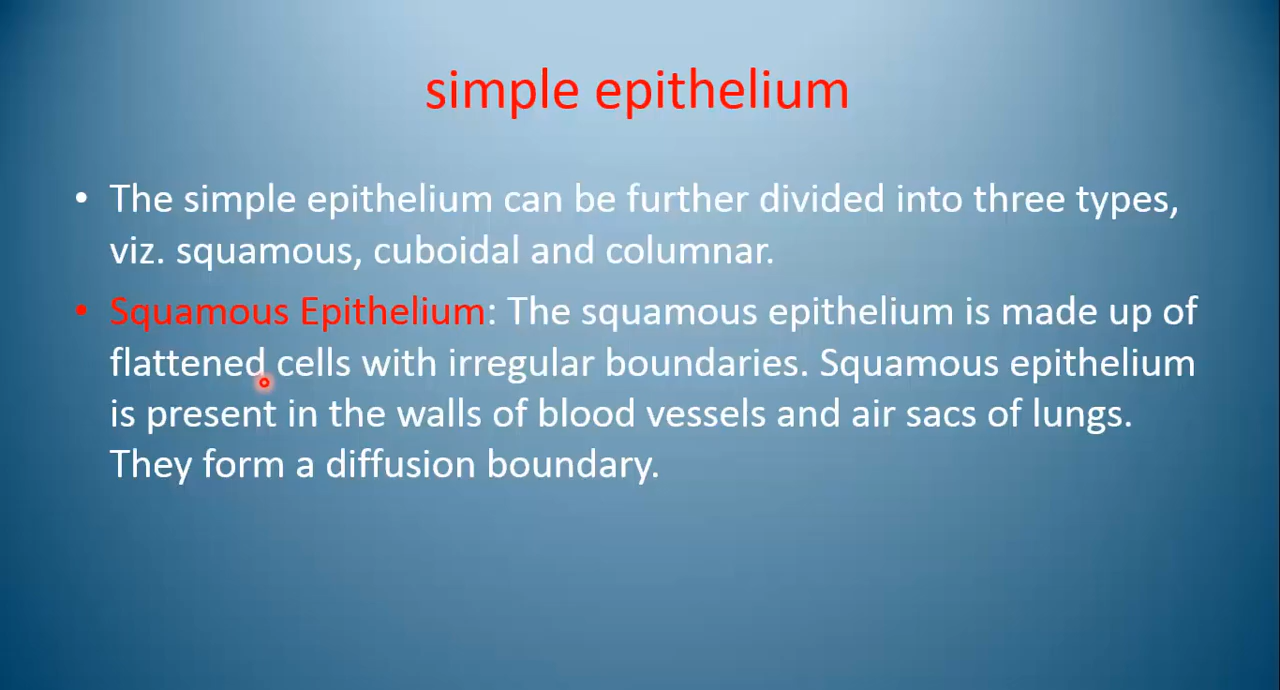 simple epithelium
• The simple epithelium can be further divided into three types,
viz. squamous, cuboidal and columnar.
• Squamous Epithelium: The squamous epithelium is made up of
flattened cells with irregular boundaries. Squamous epithelium
is present in the walls of blood vessels and air sacs of lungs.
They form a diffusion boundary.